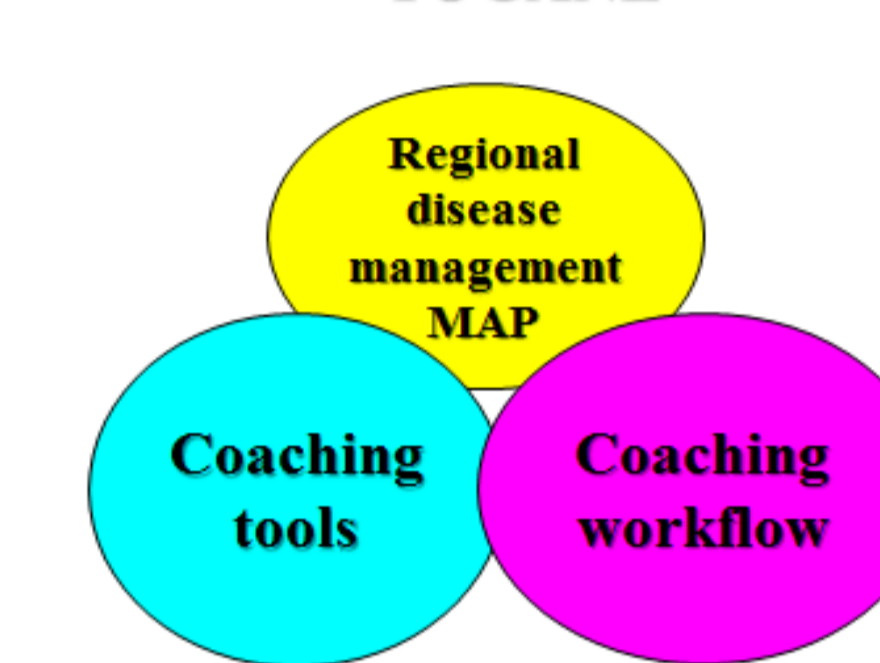 Regional
disease
management
MAP
Coaching
tools
Coaching
workflow